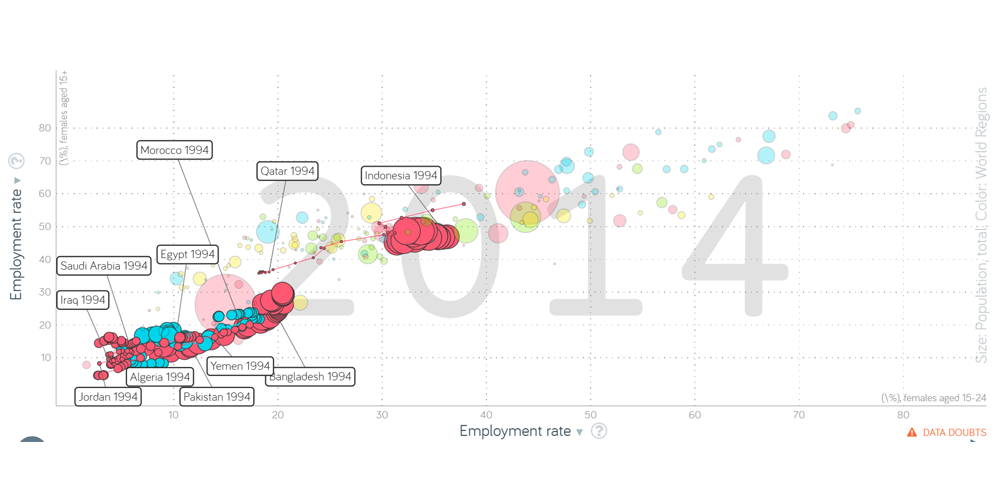 2014
Employment rate ▼ ?
(\%), females aged 15+
80
70
60
50
40
30
20
10
Morocco 1994
Qatar 1994
Indonesia 1994
Egypt 1994
Saudi Arabia 1994
Iraq 1994
Yemen 1994
Algeria 1994
Bangladesh 1994
Jordan 1994
Pakistan 1994
Size: Population, total; Color: World Regions
(\%), females aged 15-24
10 20 30 40 50 60 70 80
Employment rate ▼ ?
DATA DOUBTS